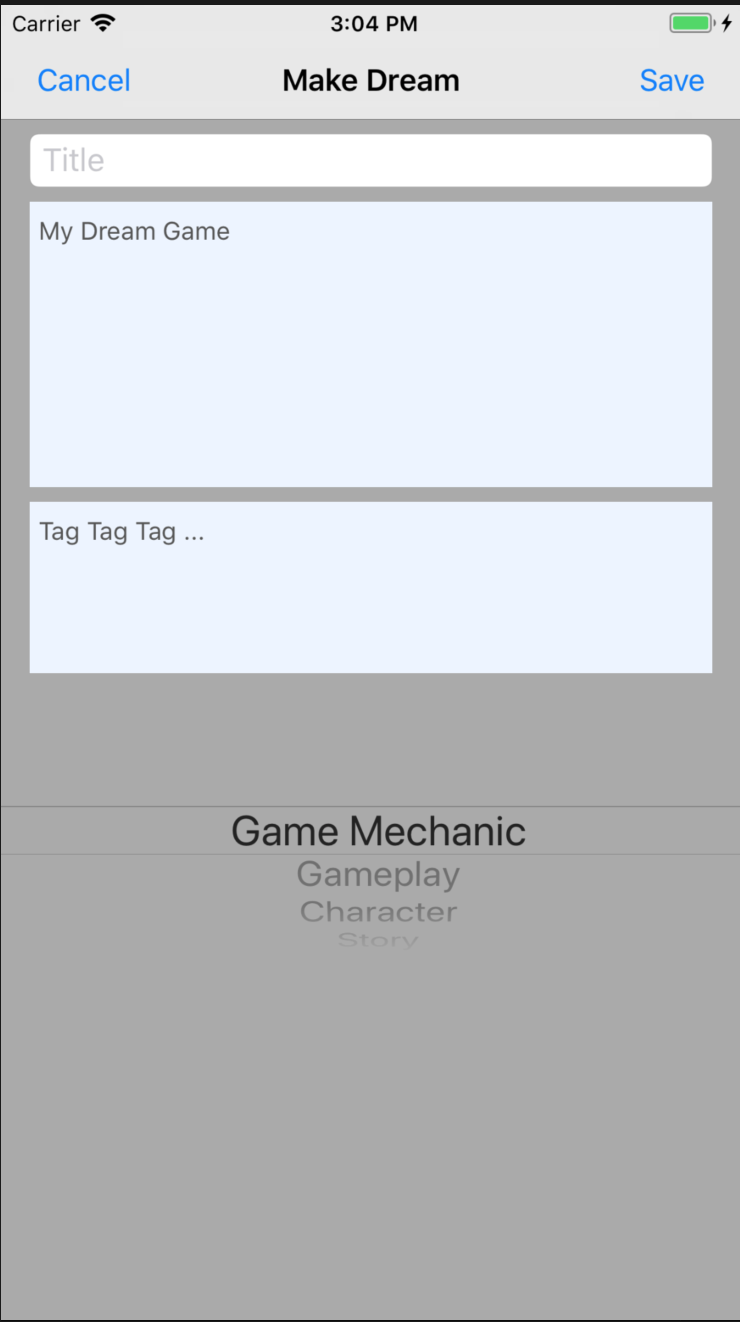 Carrier 3:04 PM
Cancel Make Dream Save
Title
My Dream Game
Tag Tag Tag ...
Game Mechanic
Gameplay
Character
Story